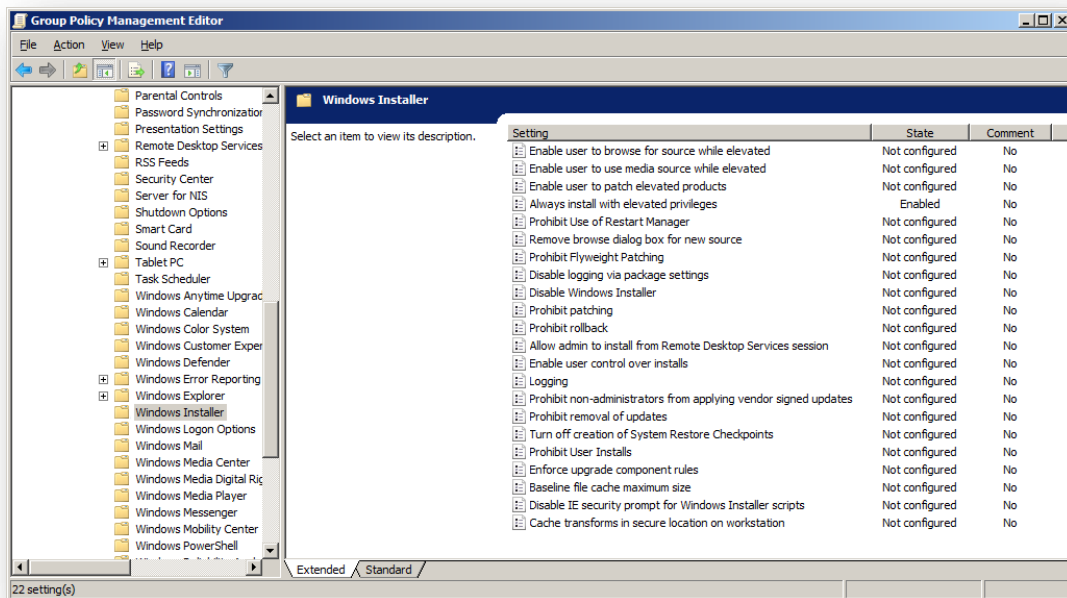 Group Policy Management Editor
File Action View Help
Parental Controls
Password Synchronization
Presentation Settings
Remote Desktop Services
RSS Feeds
Security Center
Server for NIS
Shutdown Options
Smart Card
Sound Recorder
Tablet PC
Task Scheduler
Windows Anytime Upgrad
Windows Calendar
Windows Color System
Windows Customer Exper
Windows Defender
Windows Error Reporting
Windows Explorer
Windows Installer
Windows Logon Options
Windows Mail
Windows Media Center
Windows Media Digital Rig
Windows Media Player
Windows Messenger
Windows Mobility Center
Windows PowerShell
Windows Installer
Select an item to view its description.
Setting State Comment
Enable user to browse for source while elevated Not configured No
Enable user to use media source while elevated Not configured No
Enable user to patch elevated products Not configured No
Always install with elevated privileges Enabled No
Prohibit Use of Restart Manager Not configured No
Remove browse dialog box for new source Not configured No
Prohibit Flyweight Patching Not configured No
Disable logging via package settings Not configured No
Disable Windows Installer Not configured No
Prohibit patching Not configured No
Prohibit rollback Not configured No
Allow admin to install from Remote Desktop Services session Not configured No
Enable user control over installs Not configured No
Logging Not configured No
Prohibit non-administrators from applying vendor signed updates Not configured No
Prohibit removal of updates Not configured No
Turn off creation of System Restore Checkpoints Not configured No
Prohibit User Installs Not configured No
Enforce upgrade component rules Not configured No
Baseline file cache maximum size Not configured No
Disable IE security prompt for Windows Installer scripts Not configured No
Cache transforms in secure location on workstation Not configured No
Extended Standard
22 setting(s)